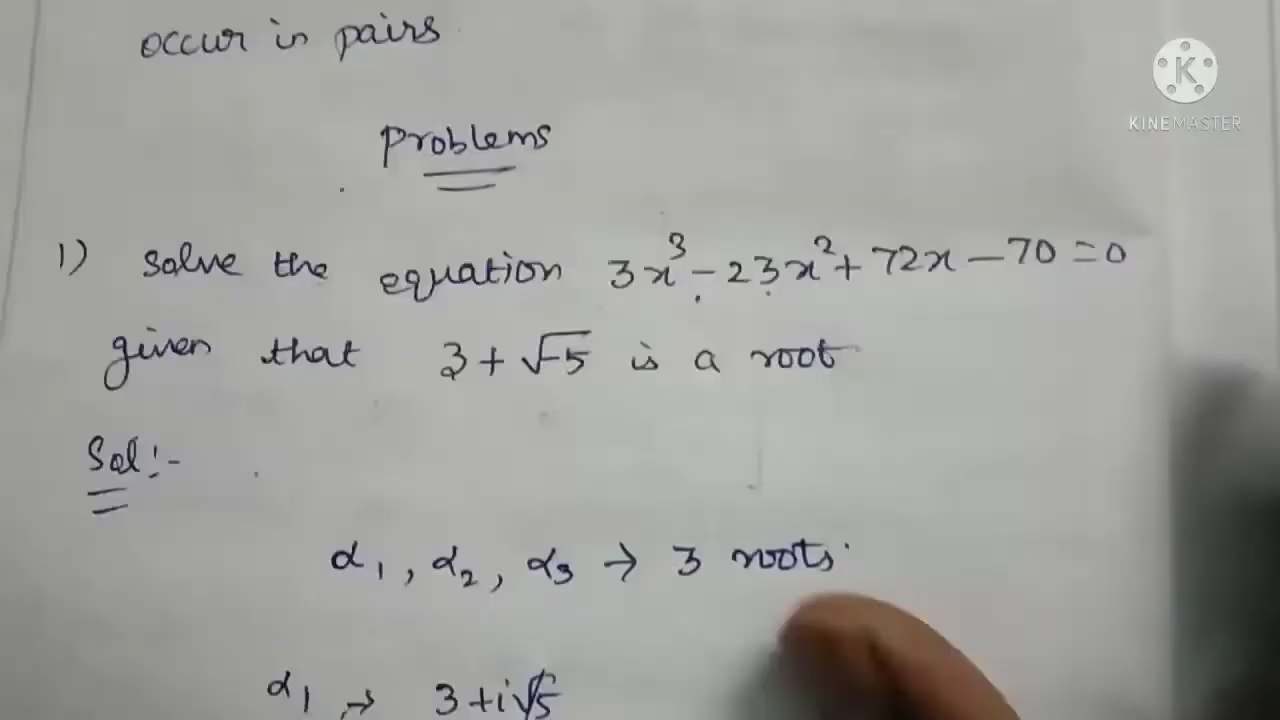 occur in pairs
K
KINEMASTER
Problems
1) Solve the equation 3x³ - 23x² + 72x - 70 = 0
given that 3 + √-5 is a root
Sol:-
α₁, α₂, α₃ → 3 roots.
α₁ → 3 + i√5